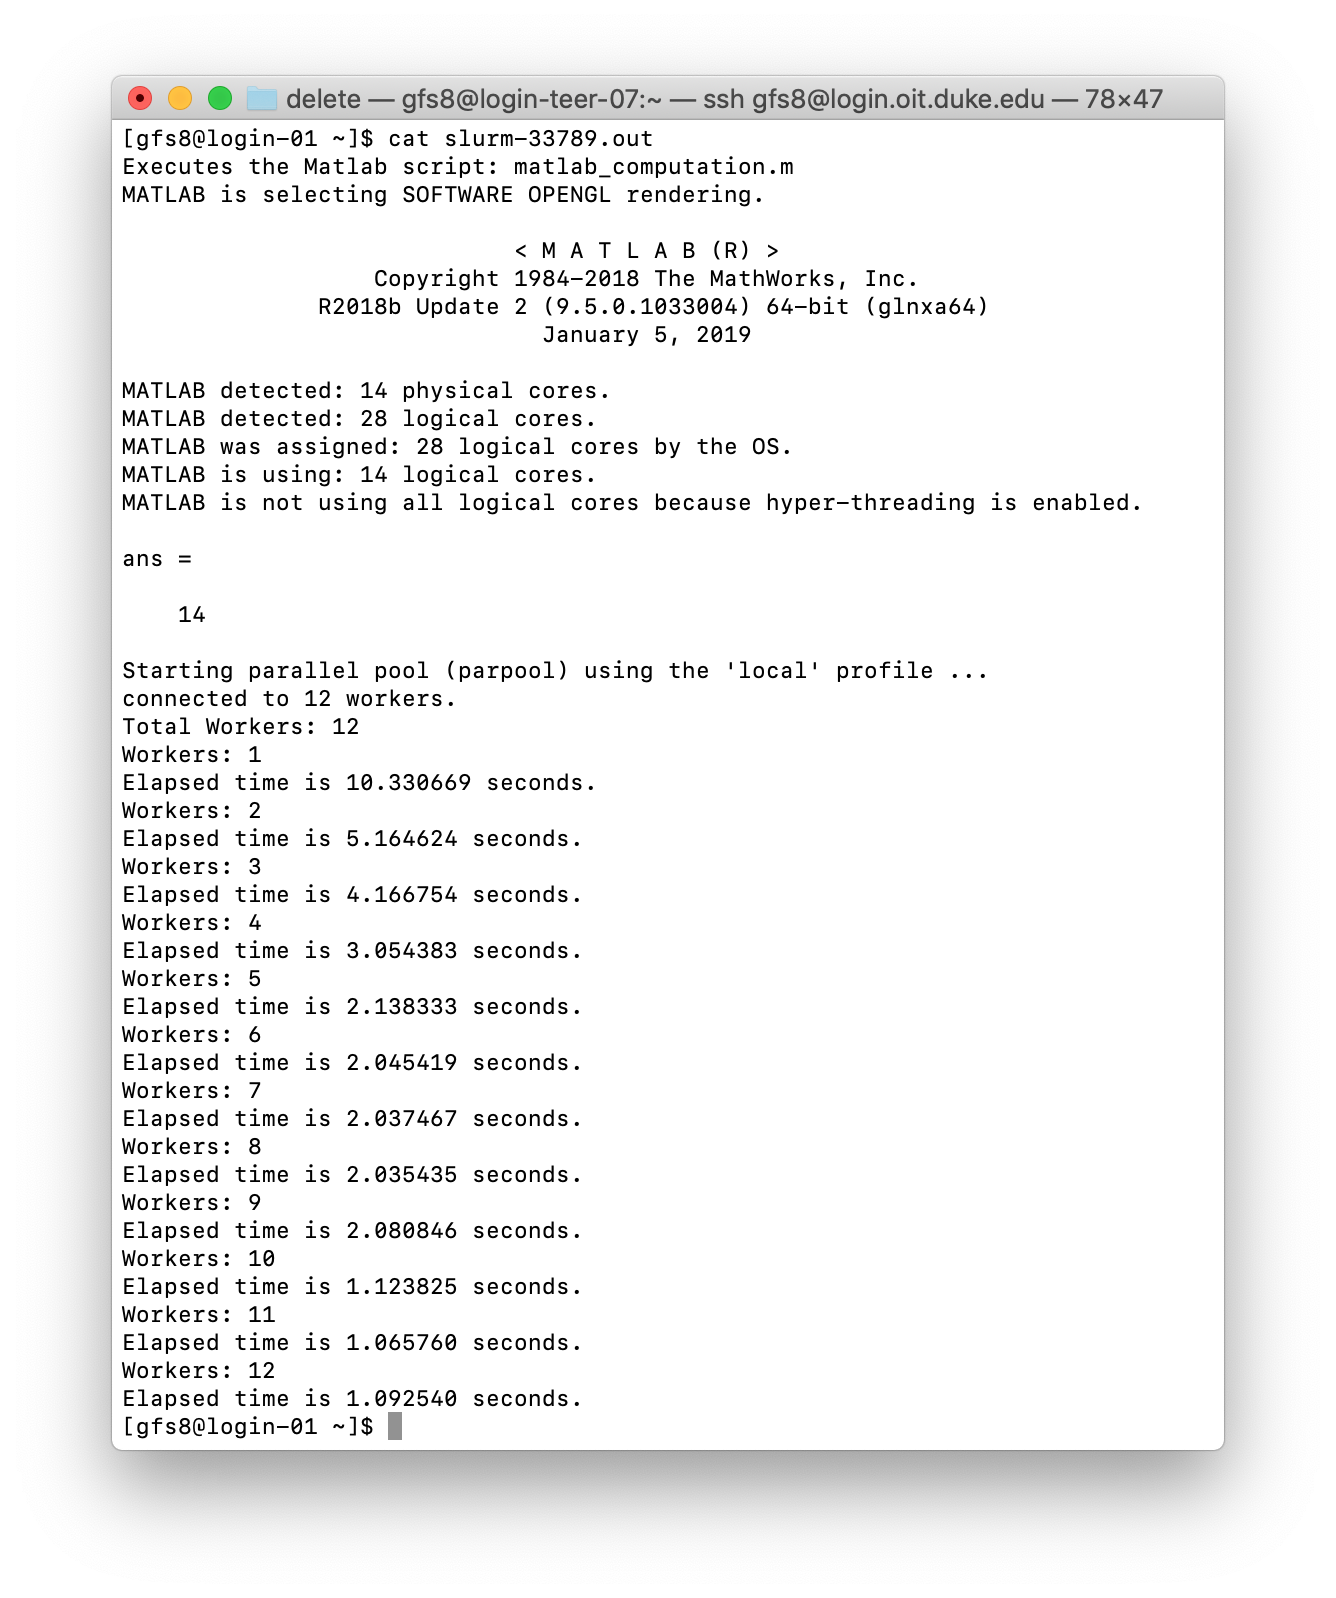 delete — gfs8@login-teer-07:~ — ssh gfs8@login.oit.duke.edu — 78×47
[gfs8@login-01 ~]$ cat slurm-33789.out
Executes the Matlab script: matlab_computation.m
MATLAB is selecting SOFTWARE OPENGL rendering.
< M A T L A B (R) >
Copyright 1984-2018 The MathWorks, Inc.
R2018b Update 2 (9.5.0.1033004) 64-bit (glnxa64)
January 5, 2019
MATLAB detected: 14 physical cores.
MATLAB detected: 28 logical cores.
MATLAB was assigned: 28 logical cores by the OS.
MATLAB is using: 14 logical cores.
MATLAB is not using all logical cores because hyper-threading is enabled.
ans =
14
Starting parallel pool (parpool) using the 'local' profile ...
connected to 12 workers.
Total Workers: 12
Workers: 1
Elapsed time is 10.330669 seconds.
Workers: 2
Elapsed time is 5.164624 seconds.
Workers: 3
Elapsed time is 4.166754 seconds.
Workers: 4
Elapsed time is 3.054383 seconds.
Workers: 5
Elapsed time is 2.138333 seconds.
Workers: 6
Elapsed time is 2.045419 seconds.
Workers: 7
Elapsed time is 2.037467 seconds.
Workers: 8
Elapsed time is 2.035435 seconds.
Workers: 9
Elapsed time is 2.080846 seconds.
Workers: 10
Elapsed time is 1.123825 seconds.
Workers: 11
Elapsed time is 1.065760 seconds.
Workers: 12
Elapsed time is 1.092540 seconds.
[gfs8@login-01 ~]$